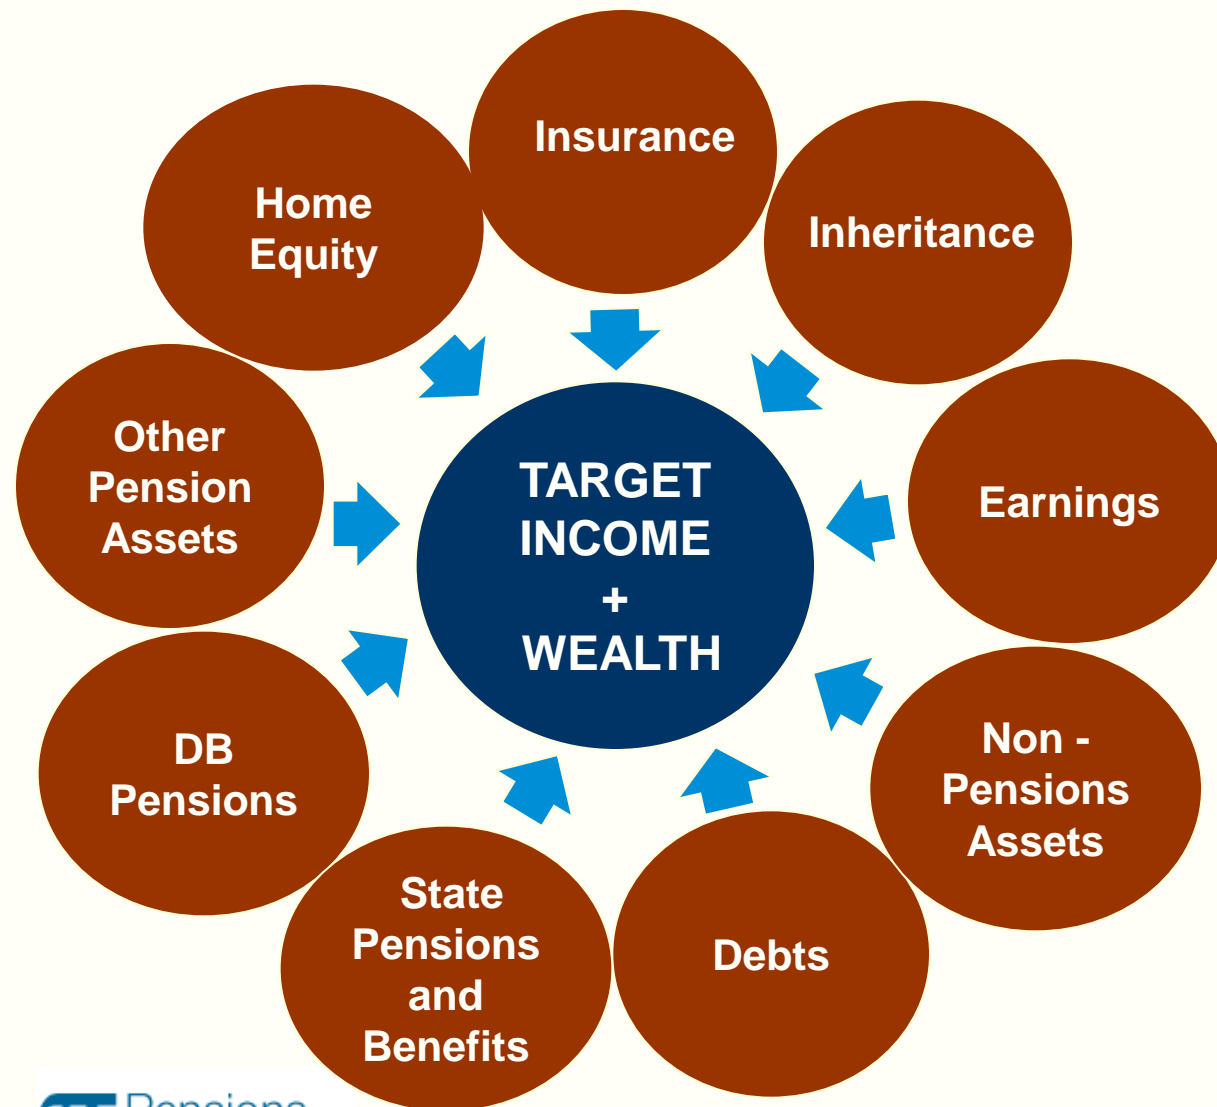 Insurance
Home
Equity
Inheritance
Other
Pension
Assets
TARGET
INCOME
+
WEALTH
Earnings
DB
Pensions
Non -
Pensions
Assets
State
Pensions
and
Benefits
Debts
Pensions